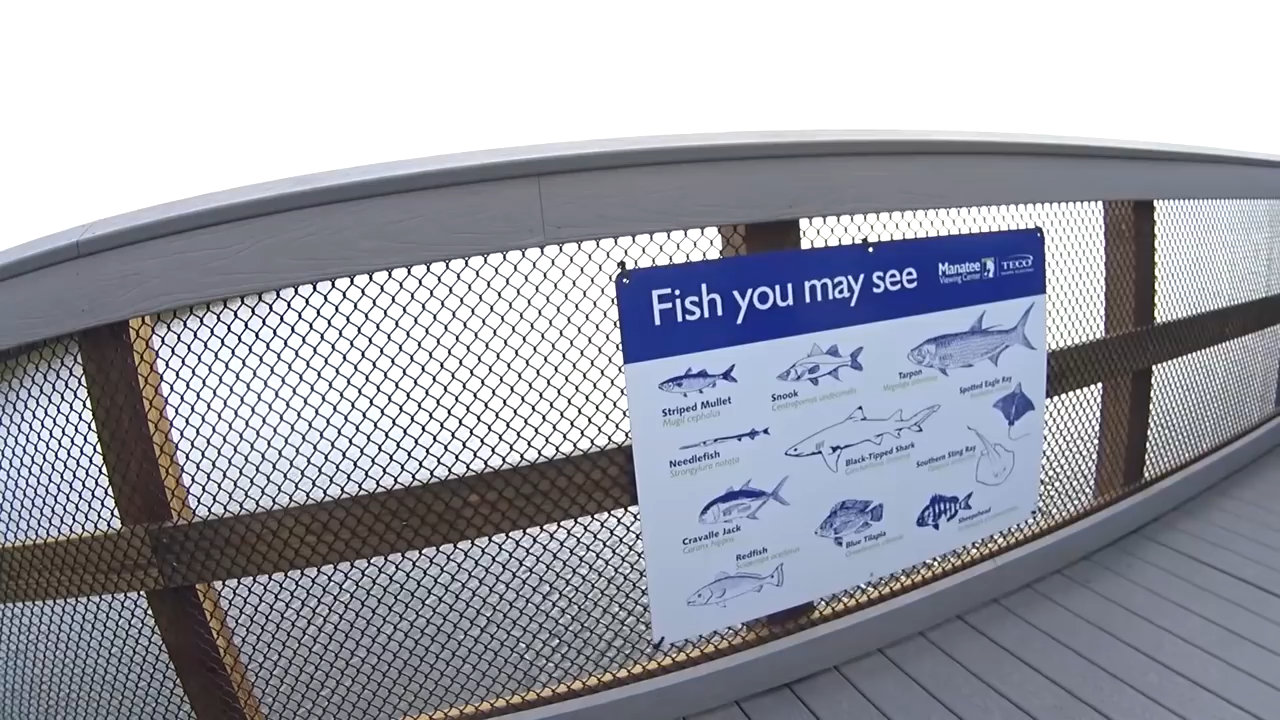 Fish you may see
Manatee
Viewing Center
TECO
Striped Mullet
Mugil cephalus
Snook
Centropomus undecimalis
Tarpon
Spotted Eagle Ray
Needlefish
Strongylura notata
Black-Tipped Shark
Southern Sting Ray
Cravalle Jack
Caranx hippos
Blue Tilapia
Sheepshead
Redfish
Sciaenops ocellatus